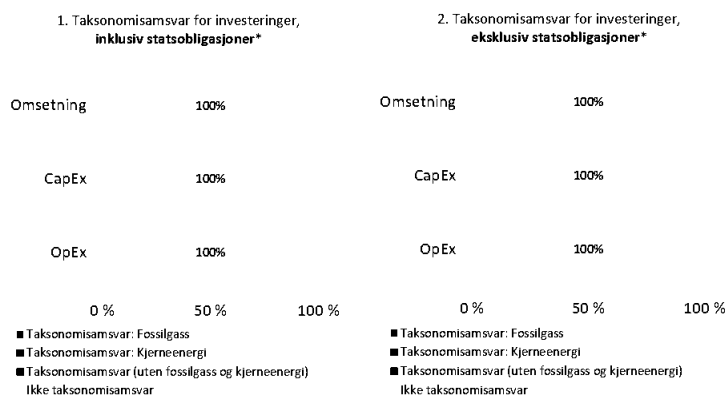 1. Taksonomisamsvar for investeringer,
inklusiv statsobligasjoner*
Omsetning 100%
CapEx 100%
OpEx 100%
0 % 50 % 100 %
Taksonomisamsvar: Fossilgass
Taksonomisamsvar: Kjerneenergi
Taksonomisamsvar (uten fossilgass og kjerneenergi)
Ikke taksonomisamsvar
2. Taksonomisamsvar for investeringer,
eksklusiv statsobligasjoner*
Omsetning 100%
CapEx 100%
OpEx 100%
0 % 50 % 100 %
Taksonomisamsvar: Fossilgass
Taksonomisamsvar: Kjerneenergi
Taksonomisamsvar (uten fossilgass og kjerneenergi)
Ikke taksonomisamsvar